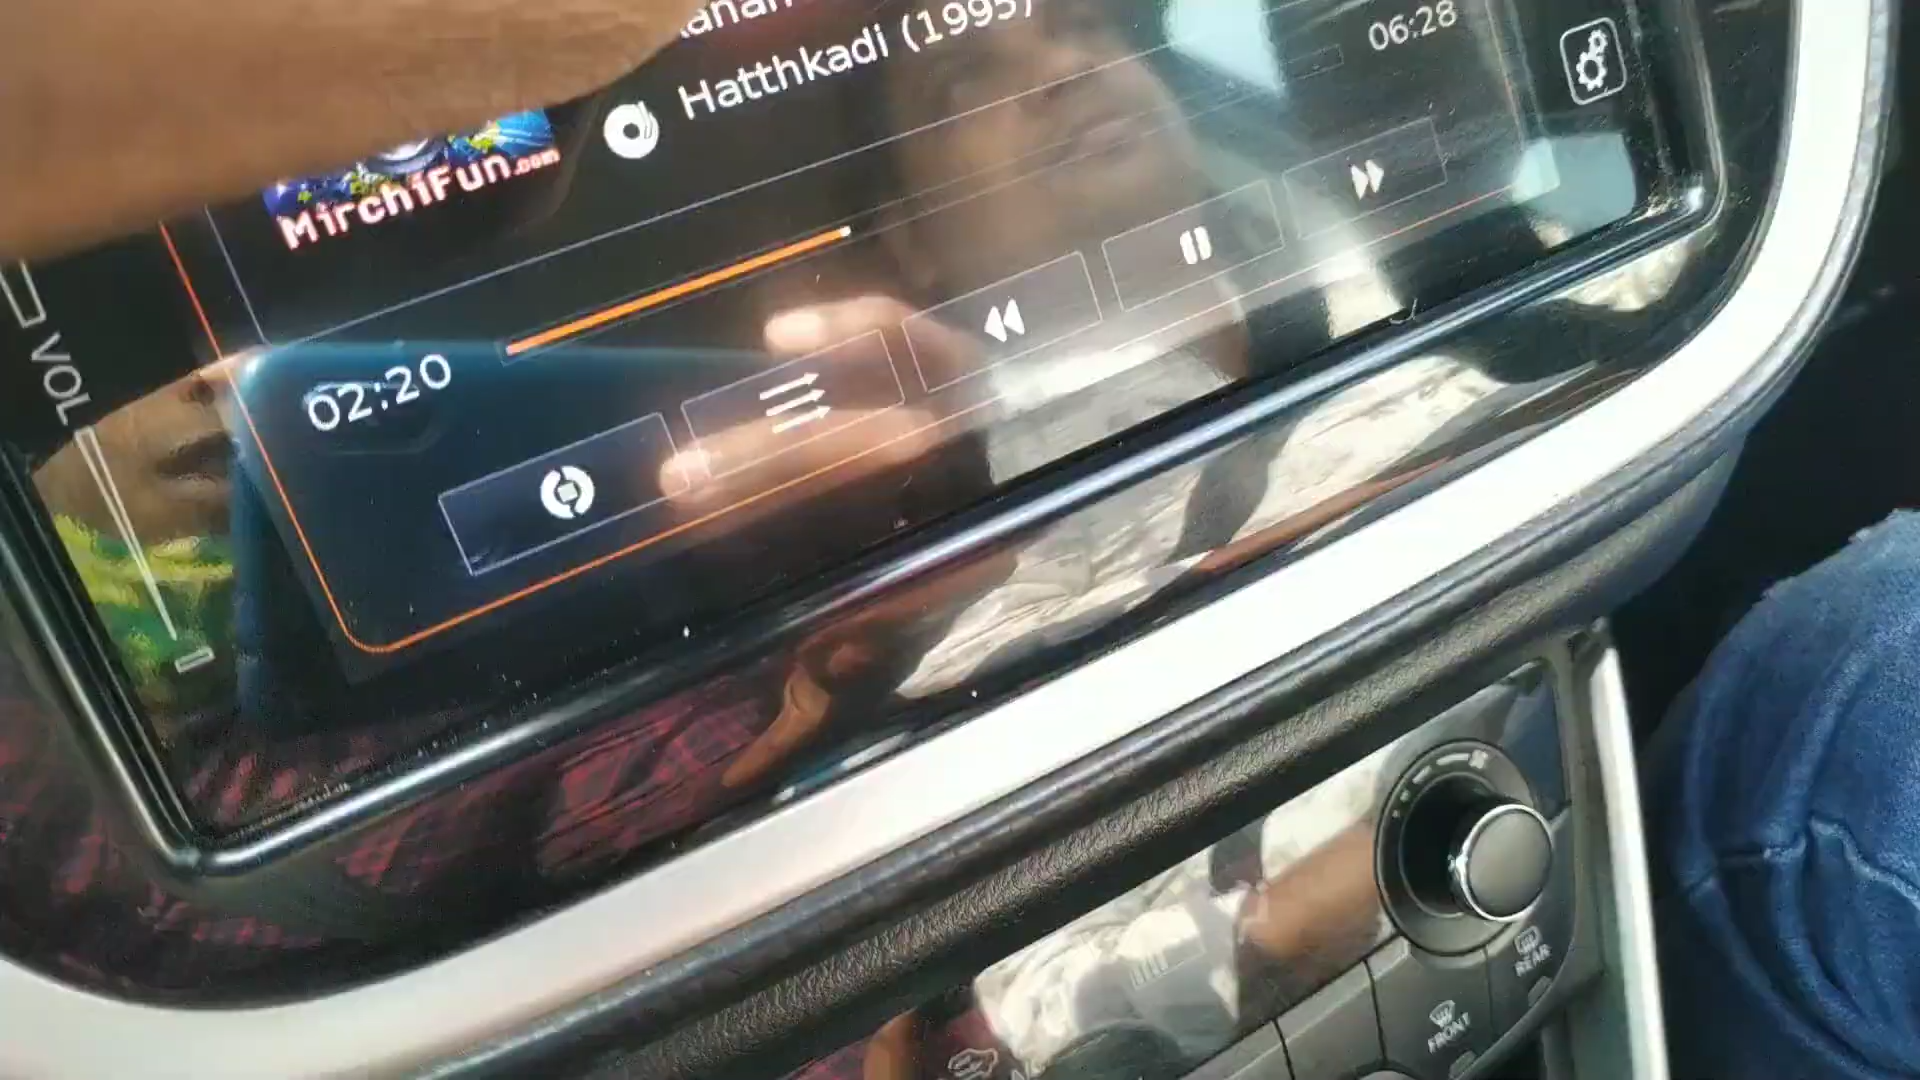 Hatthkadi (1995)
06:28
MirchiFun.com
VOL
02:20
REAR
FRONT